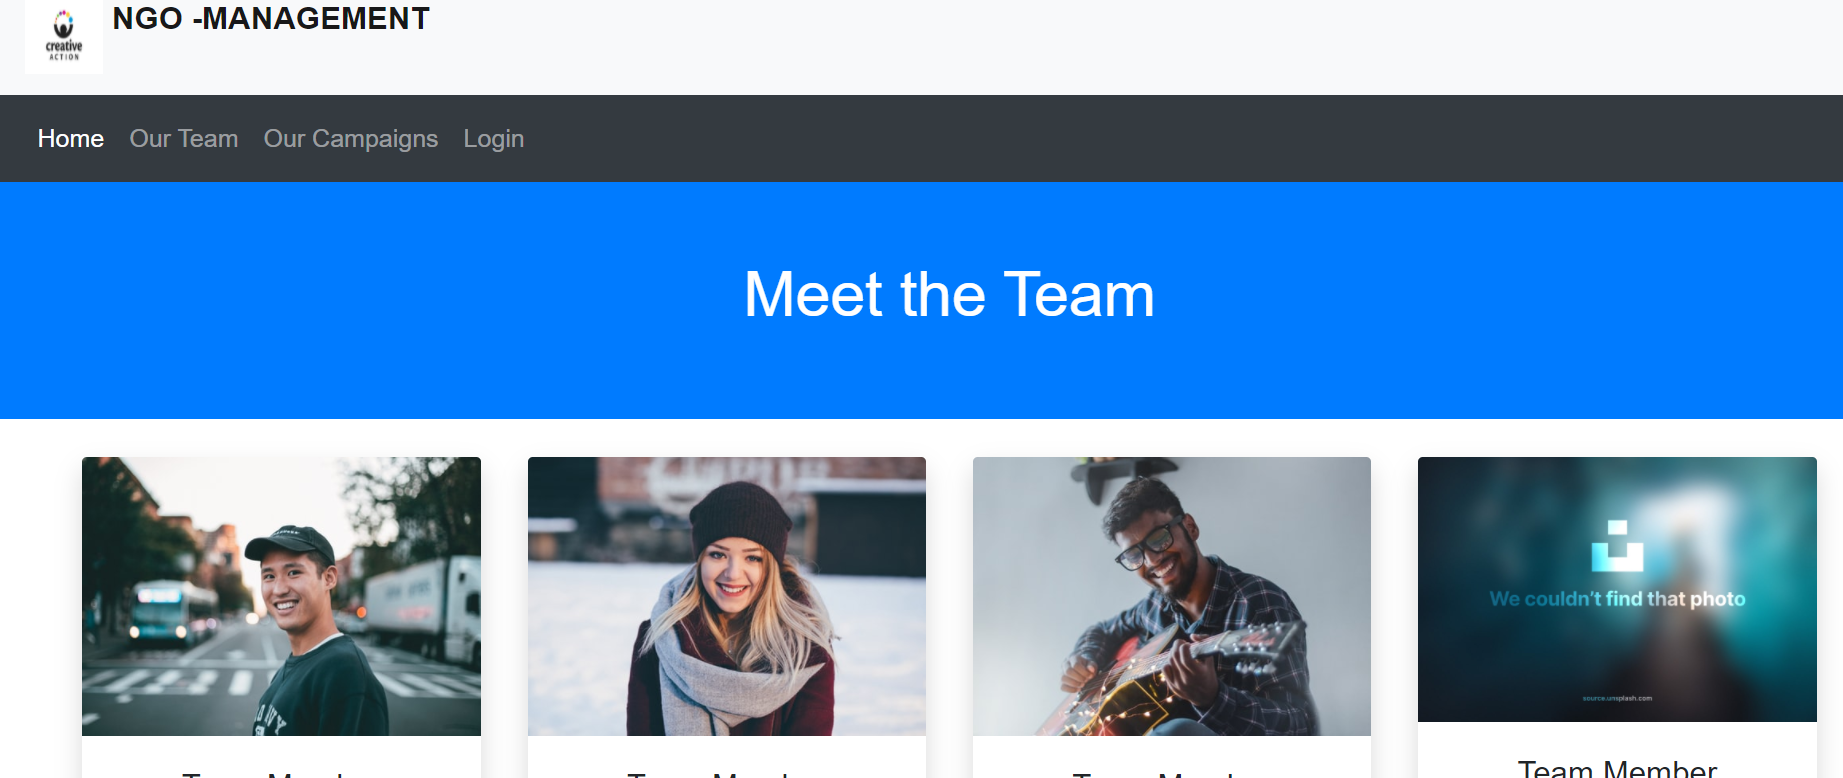 NGO -MANAGEMENT
creative
ACTION
Home Our Team Our Campaigns Login
Meet the Team
We couldn't find that photo
source.unsplash.com
Team Member